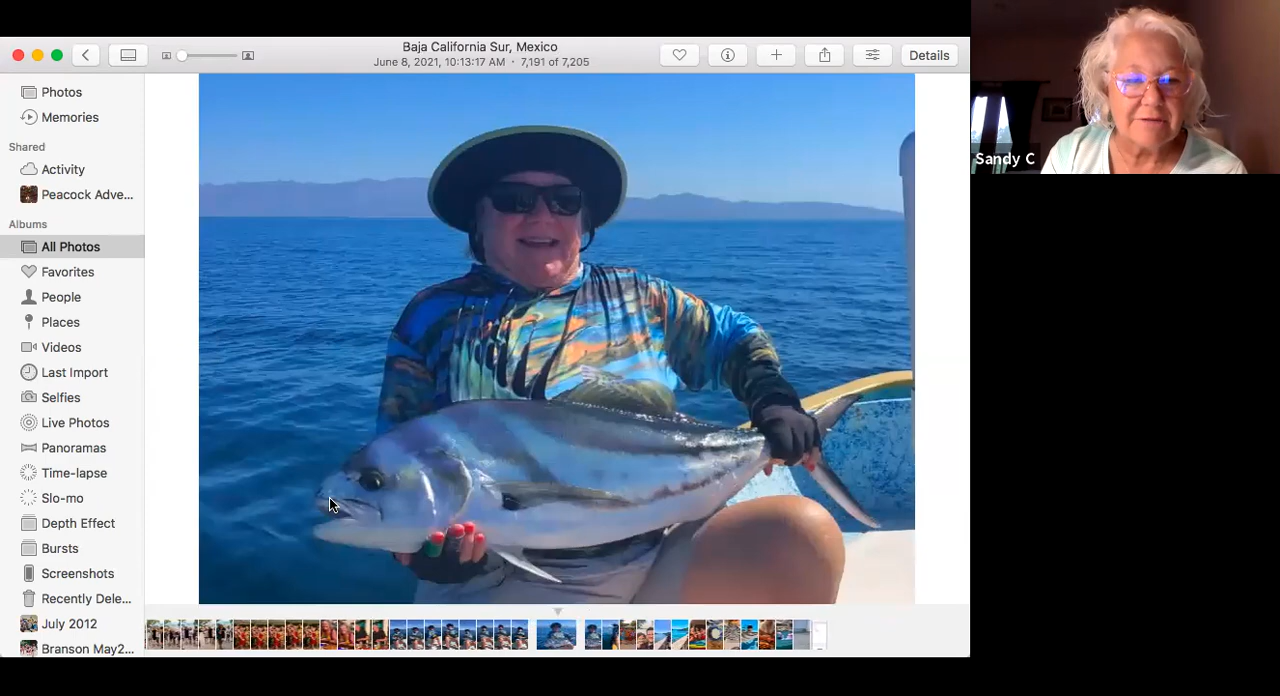 Baja California Sur, Mexico
June 8, 2021, 10:13:17 AM · 7,191 of 7,205
Details
Photos
Memories
Shared
Activity
Peacock Adve...
Albums
All Photos
Favorites
People
Places
Videos
Last Import
Selfies
Live Photos
Panoramas
Time-lapse
Slo-mo
Depth Effect
Bursts
Screenshots
Recently Dele...
July 2012
Branson May2...
Sandy C